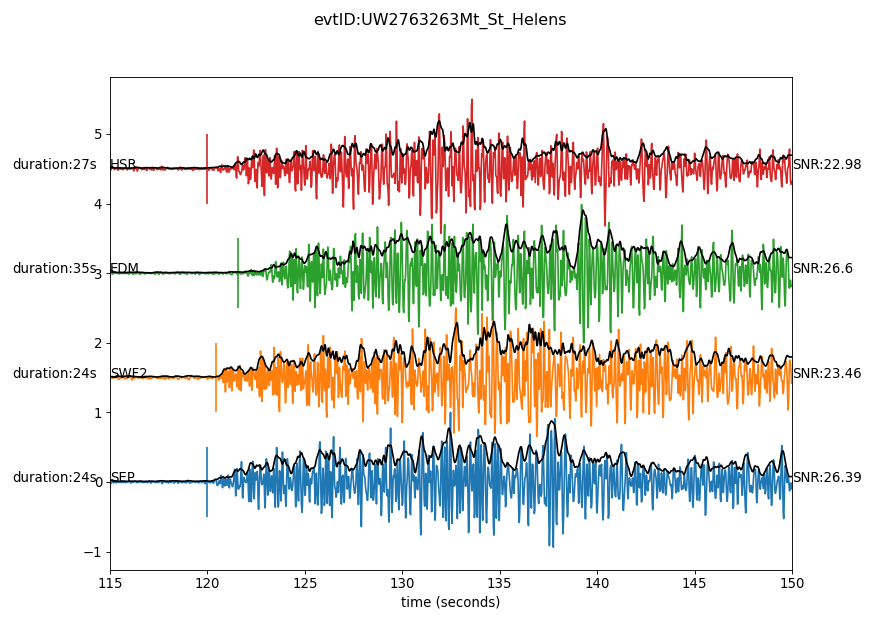 evtID:UW2763263Mt_St_Helens
5
duration:27s HSR SNR:22.98
4
duration:35s EDM SNR:26.6
3
2
duration:24s SWF2 SNR:23.46
1
duration:24s SEP SNR:26.39
0
−1
115 120 125 130 135 140 145 150
time (seconds)